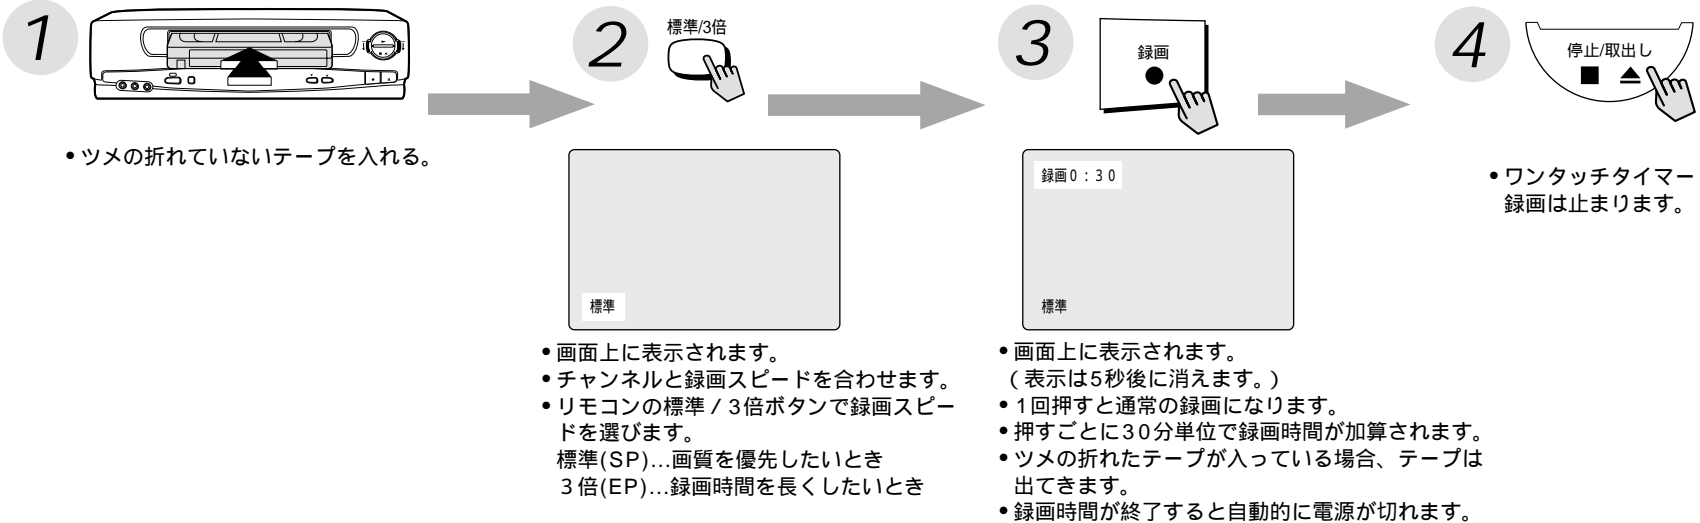 1
• ツメの折れていないテープを入れる。
2
標準/3倍
標準
• 画面上に表示されます。
• チャンネルと録画スピードを合わせます。
• リモコンの標準／3倍ボタンで録画スピー
ドを選びます。
標準(SP)…画質を優先したいとき
３倍(EP)…録画時間を長くしたいとき
3
録画
録画０：３０
標準
• 画面上に表示されます。
（表示は5秒後に消えます。）
• 1回押すと通常の録画になります。
• 押すごとに30分単位で録画時間が加算されます。
• ツメの折れたテープが入っている場合、テープは
出てきます。
• 録画時間が終了すると自動的に電源が切れます。
4
停止/取出し
• ワンタッチタイマー
録画は止まります。